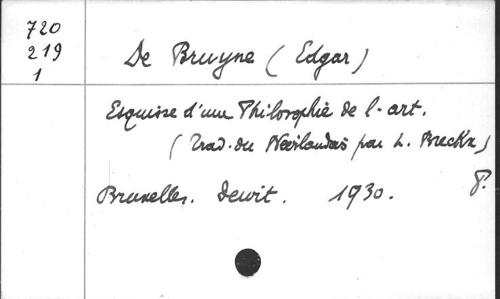 720
219
1
De Bruyne (Edgar)
Esquisse d'une Philosophie de l'art.
(Trad. du Néerlandais par L. Breckx)
Bruxelles. Dewit. 1930. 8.